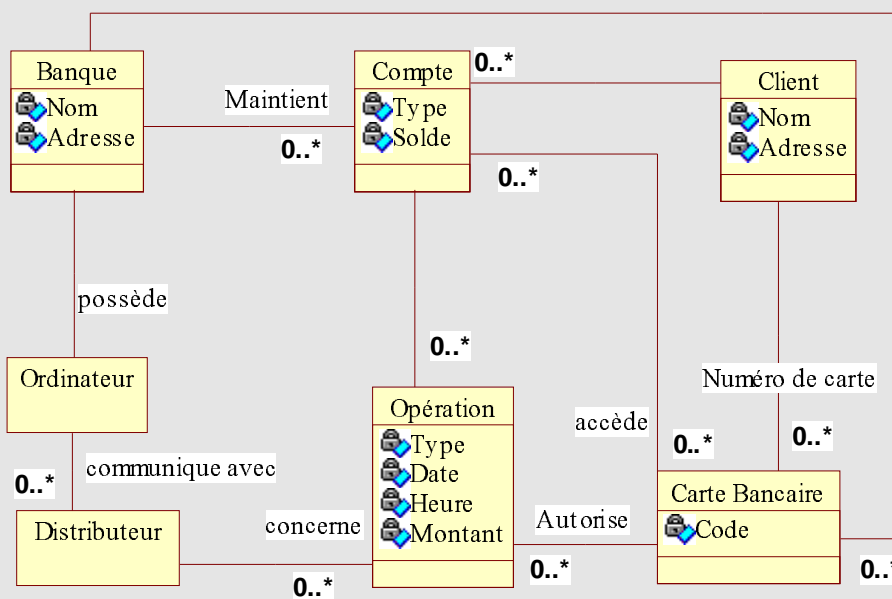 Banque
Nom
Adresse
Maintient
0..*
Compte
Type
Solde
0..*
0..*
Client
Nom
Adresse
possède
0..*
Ordinateur
Numéro de carte
communique avec
0..*
Distributeur
concerne
0..*
Opération
Type
Date
Heure
Montant
Autorise
0..*
accède
0..*
0..*
Carte Bancaire
Code
0..*